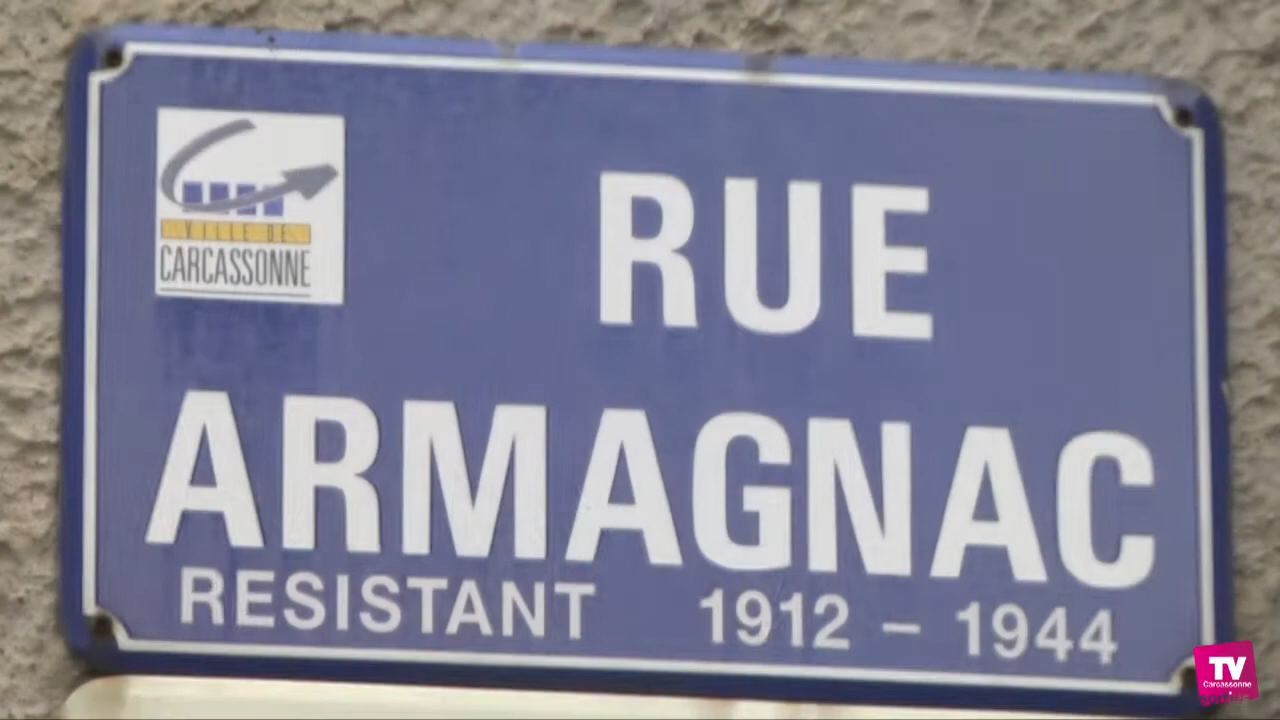 VILLE DE
CARCASSONNE
RUE
ARMAGNAC
RESISTANT 1912 - 1944
TV
Carcassonne